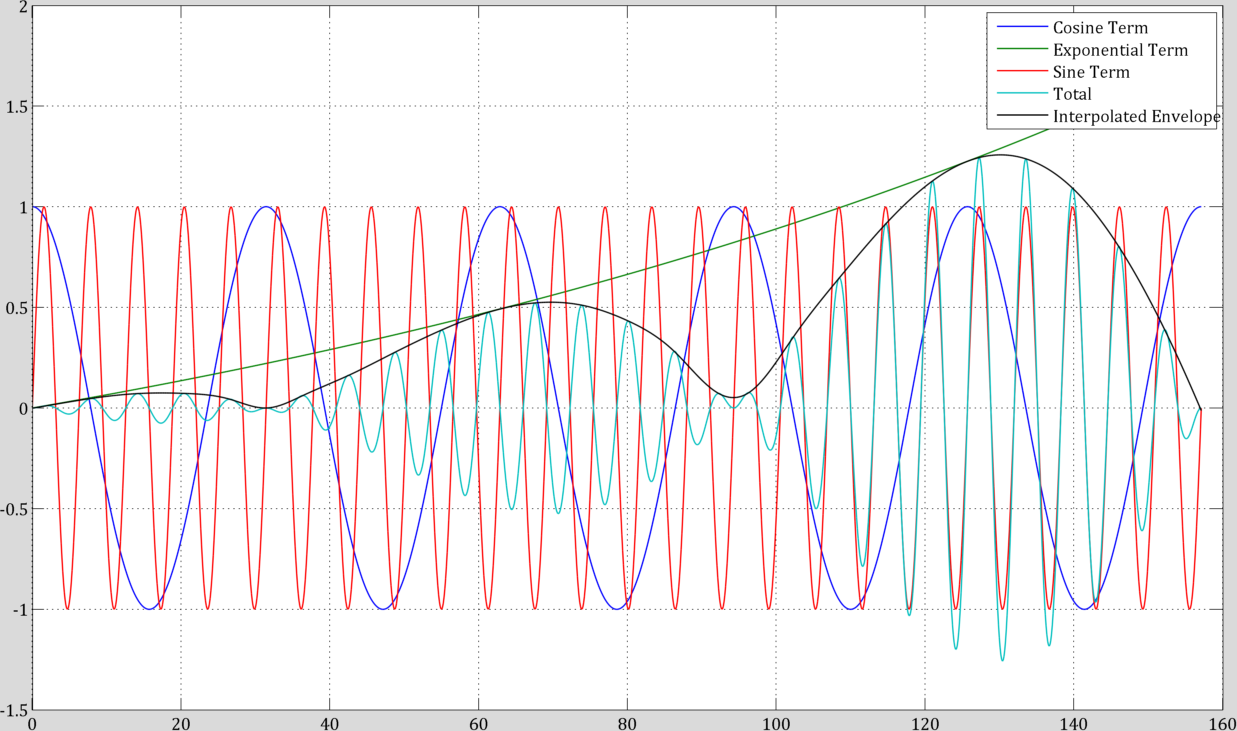 2
1.5
1
0.5
0
-0.5
-1
-1.5
0 20 40 60 80 100 120 140 160
Cosine Term
Exponential Term
Sine Term
Total
Interpolated Envelope